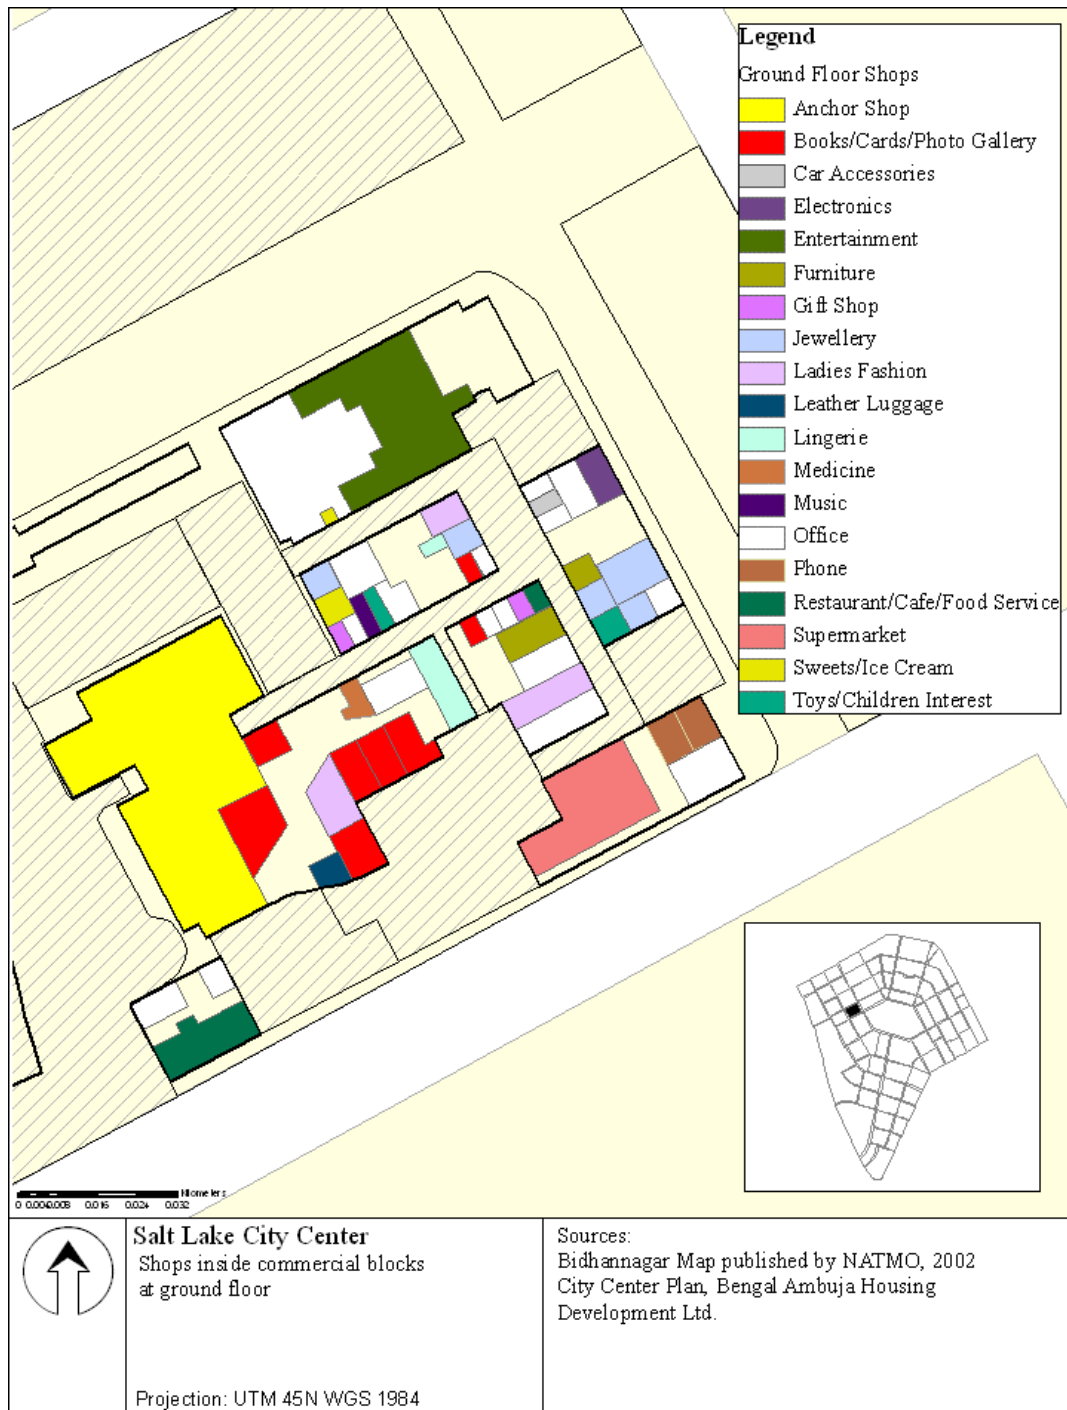 Legend
Ground Floor Shops
Anchor Shop
Books/Cards/Photo Gallery
Car Accessories
Electronics
Entertainment
Furniture
Gift Shop
Jewellery
Ladies Fashion
Leather Luggage
Lingerie
Medicine
Music
Office
Phone
Restaurant/Cafe/Food Service
Supermarket
Sweets/Ice Cream
Toys/Children Interest
Kilometers
0 0.004 0.008 0.016 0.024 0.032
Salt Lake City Center
Shops inside commercial blocks
at ground floor
Projection: UTM 45N WGS 1984
Sources:
Bidhannagar Map published by NATMO, 2002
City Center Plan, Bengal Ambuja Housing
Development Ltd.